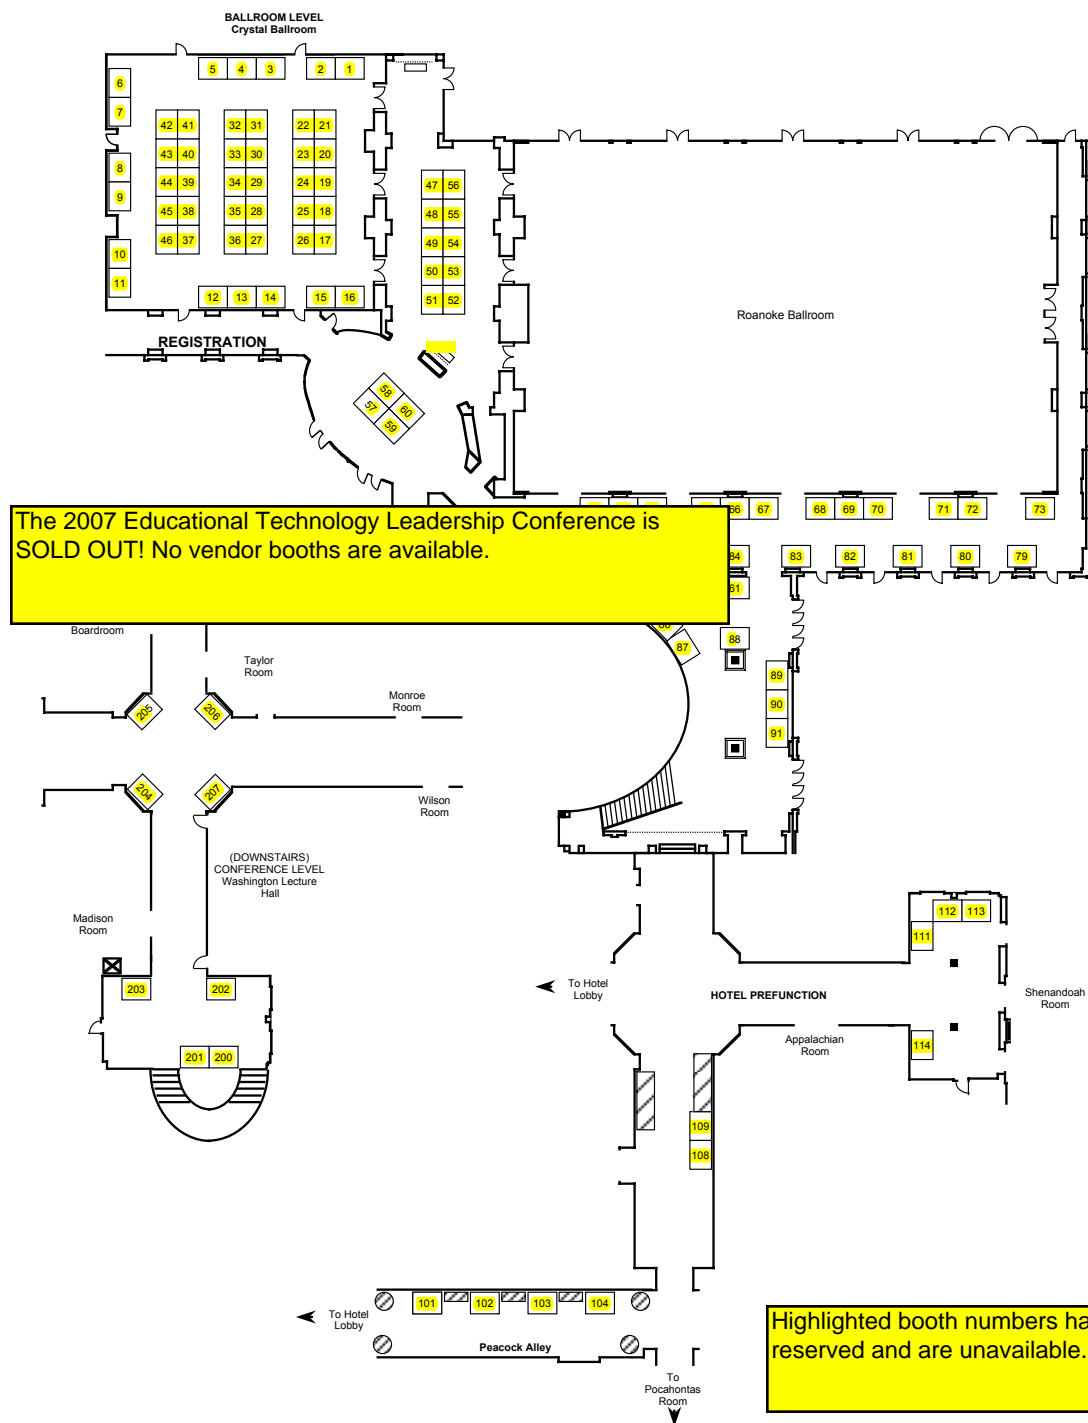 BALLROOM LEVEL
Crystal Ballroom
5 4 3 2 1
6
7
42 41 32 31 22 21
43 40 33 30 23 20
8
44 39 34 29 24 19
9
45 38 35 28 25 18
46 37 36 27 26 17
10
11
12 13 14 15 16
47 56
48 55
49 54
50 53
51 52
Roanoke Ballroom
REGISTRATION
58
57 60
59
66 67 68 69 70 71 72 73
The 2007 Educational Technology Leadership Conference is
SOLD OUT! No vendor booths are available.
84 83 82 81 80 79
61
87
88
89
90
91
Boardroom
Taylor
Room
Monroe
Room
205 206
204 207
Wilson
Room
(DOWNSTAIRS)
CONFERENCE LEVEL
Washington Lecture
Hall
Madison
Room
203 202
201 200
112 113
111
To Hotel
Lobby
HOTEL PREFUNCTION
Shenandoah
Room
Appalachian
Room
114
109
108
101 102 103 104
To Hotel
Lobby
Peacock Alley
To
Pocahontas
Room
Highlighted booth numbers ha
reserved and are unavailable.